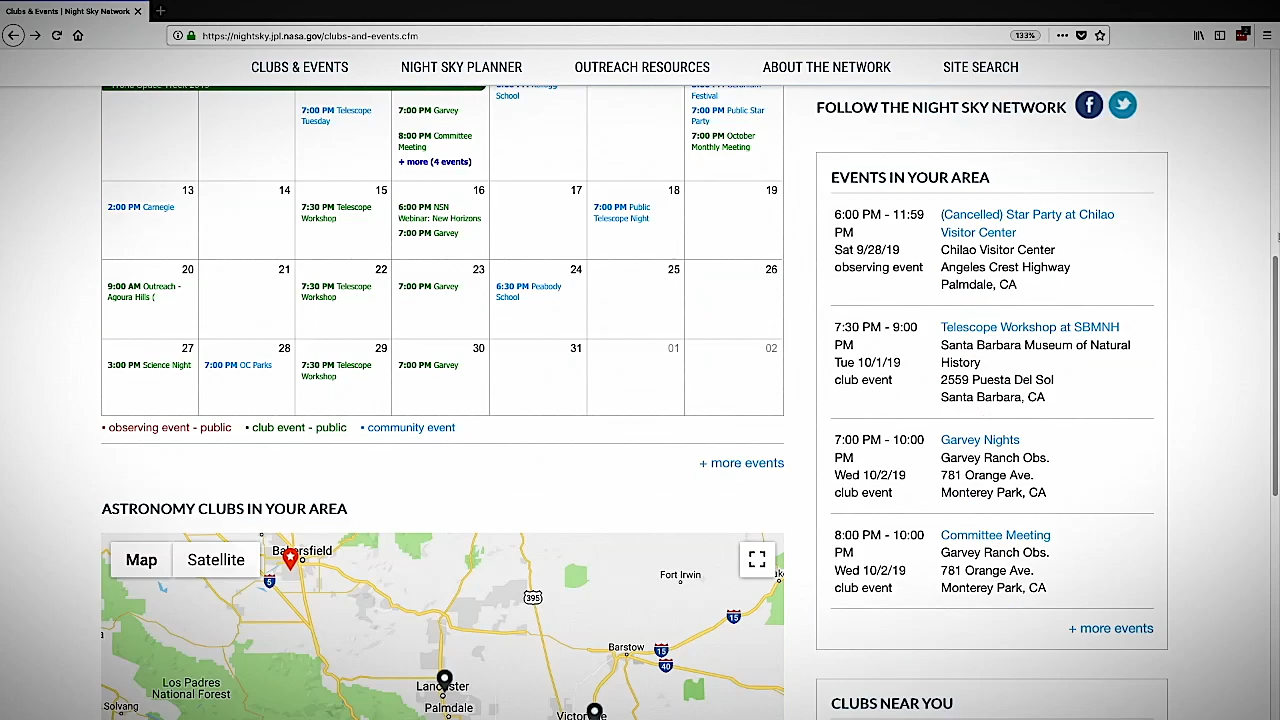 Clubs & Events | Night Sky Network
https://nightsky.jpl.nasa.gov/clubs-and-events.cfm
133%
CLUBS & EVENTS
NIGHT SKY PLANNER
OUTREACH RESOURCES
ABOUT THE NETWORK
SITE SEARCH
7:00 PM Telescope
Tuesday
7:00 PM Garvey
8:00 PM Committee
Meeting
+ more (4 events)
School
Festival
7:00 PM Public Star
Party
7:00 PM October
Monthly Meeting
13
14
15
16
17
18
19
2:00 PM Carnegie
7:30 PM Telescope
Workshop
6:00 PM NSN
Webinar: New Horizons
7:00 PM Garvey
7:00 PM Public
Telescope Night
20
21
22
23
24
25
26
9:00 AM Outreach -
Agoura Hills (
7:30 PM Telescope
Workshop
7:00 PM Garvey
6:30 PM Peabody
School
27
28
29
30
31
01
02
3:00 PM Science Night
7:00 PM OC Parks
7:30 PM Telescope
Workshop
7:00 PM Garvey
• observing event - public
• club event - public
• community event
+ more events
ASTRONOMY CLUBS IN YOUR AREA
Map
Satellite
Bakersfield
5
395
Fort Irwin
15
Barstow
15
40
Los Padres
National Forest
Lancaster
Palmdale
Solvang
FOLLOW THE NIGHT SKY NETWORK
EVENTS IN YOUR AREA
6:00 PM - 11:59
PM
Sat 9/28/19
observing event
(Cancelled) Star Party at Chilao
Visitor Center
Chilao Visitor Center
Angeles Crest Highway
Palmdale, CA
7:30 PM - 9:00
PM
Tue 10/1/19
club event
Telescope Workshop at SBMNH
Santa Barbara Museum of Natural
History
2559 Puesta Del Sol
Santa Barbara, CA
7:00 PM - 10:00
PM
Wed 10/2/19
club event
Garvey Nights
Garvey Ranch Obs.
781 Orange Ave.
Monterey Park, CA
8:00 PM - 10:00
PM
Wed 10/2/19
club event
Committee Meeting
Garvey Ranch Obs.
781 Orange Ave.
Monterey Park, CA
+ more events
CLUBS NEAR YOU